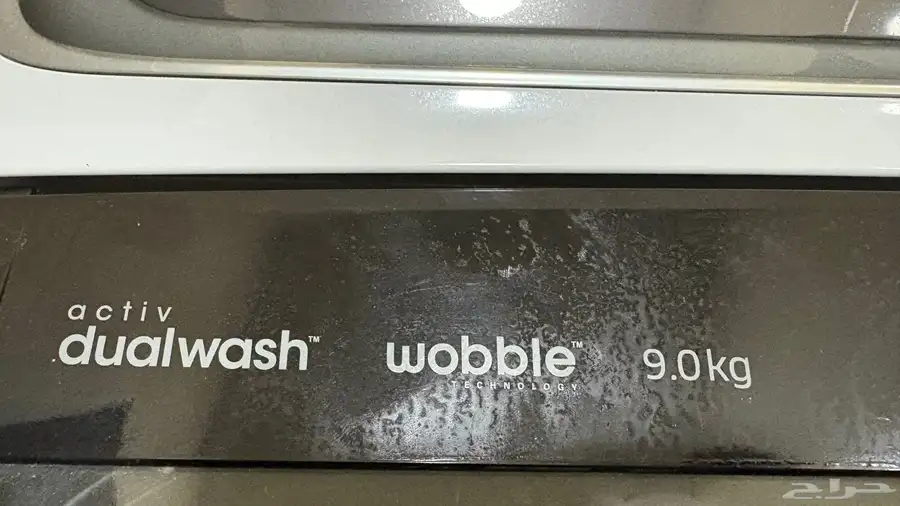 activ
dualwash™
wobble™
TECHNOLOGY
9.0kg
حراج